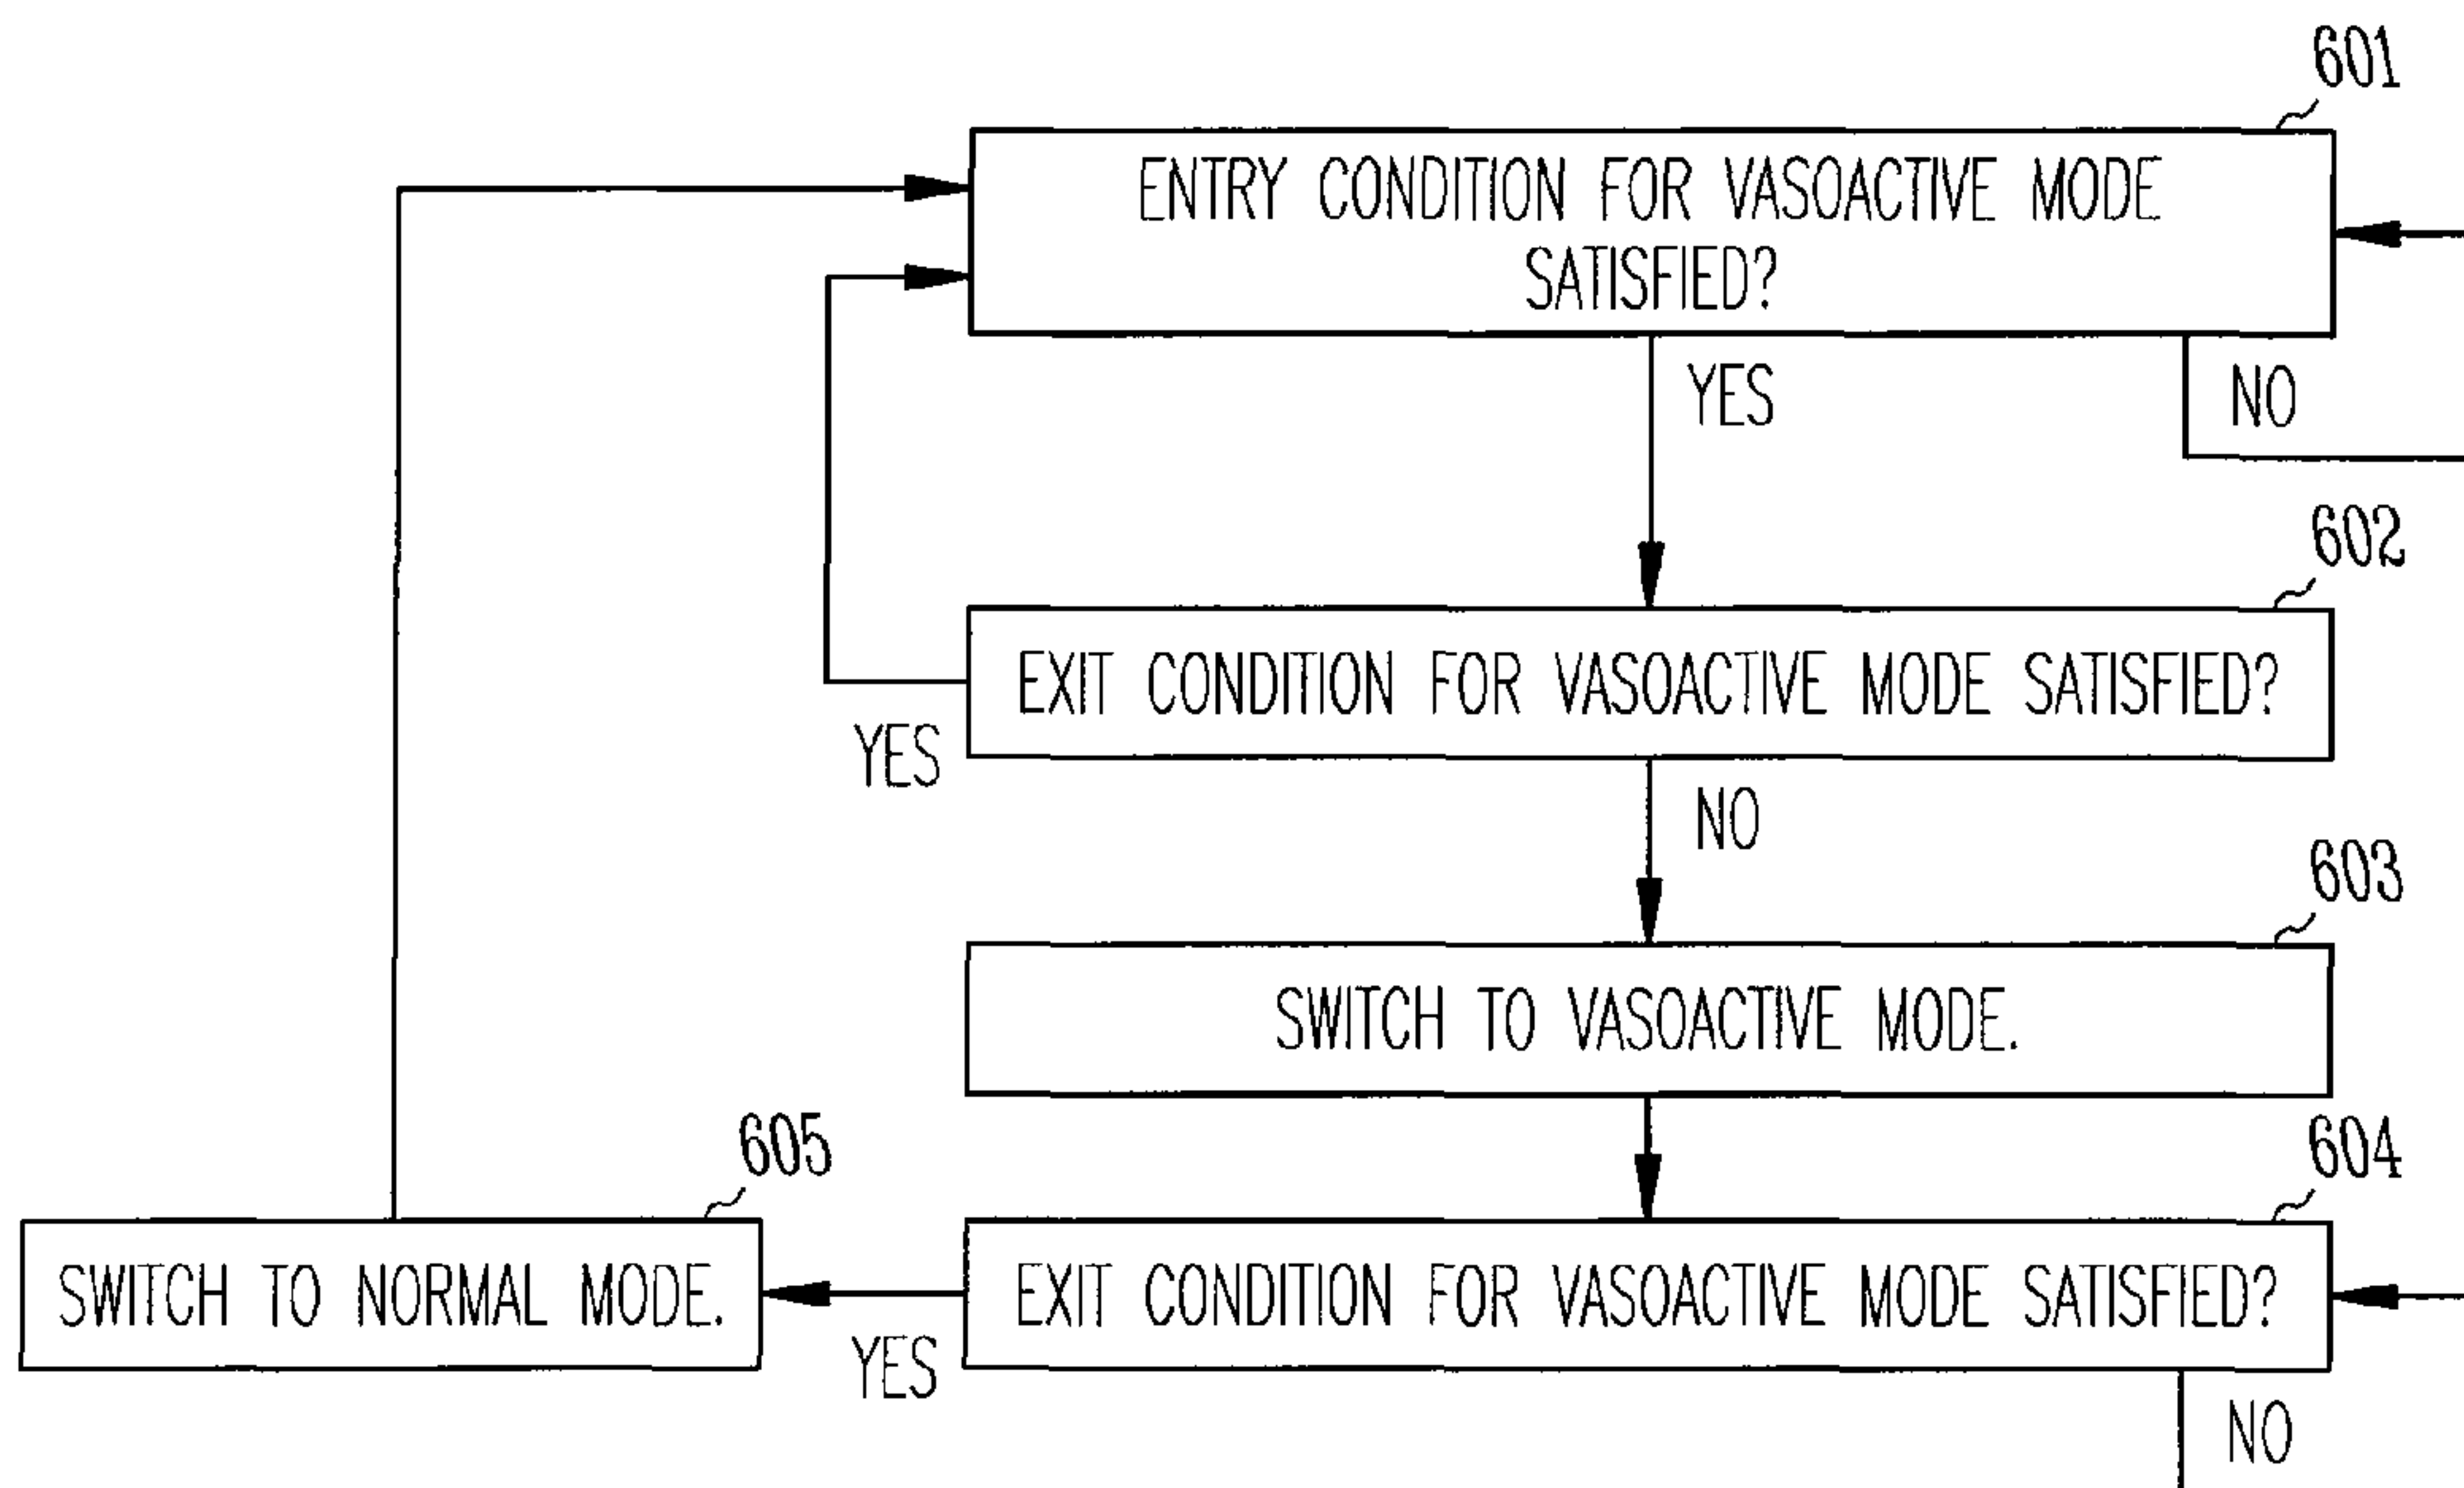 601
ENTRY CONDITION FOR VASOACTIVE MODE
SATISFIED?
YES
NO
602
EXIT CONDITION FOR VASOACTIVE MODE SATISFIED?
YES
NO
603
SWITCH TO VASOACTIVE MODE.
605
604
SWITCH TO NORMAL MODE.
EXIT CONDITION FOR VASOACTIVE MODE SATISFIED?
YES
NO